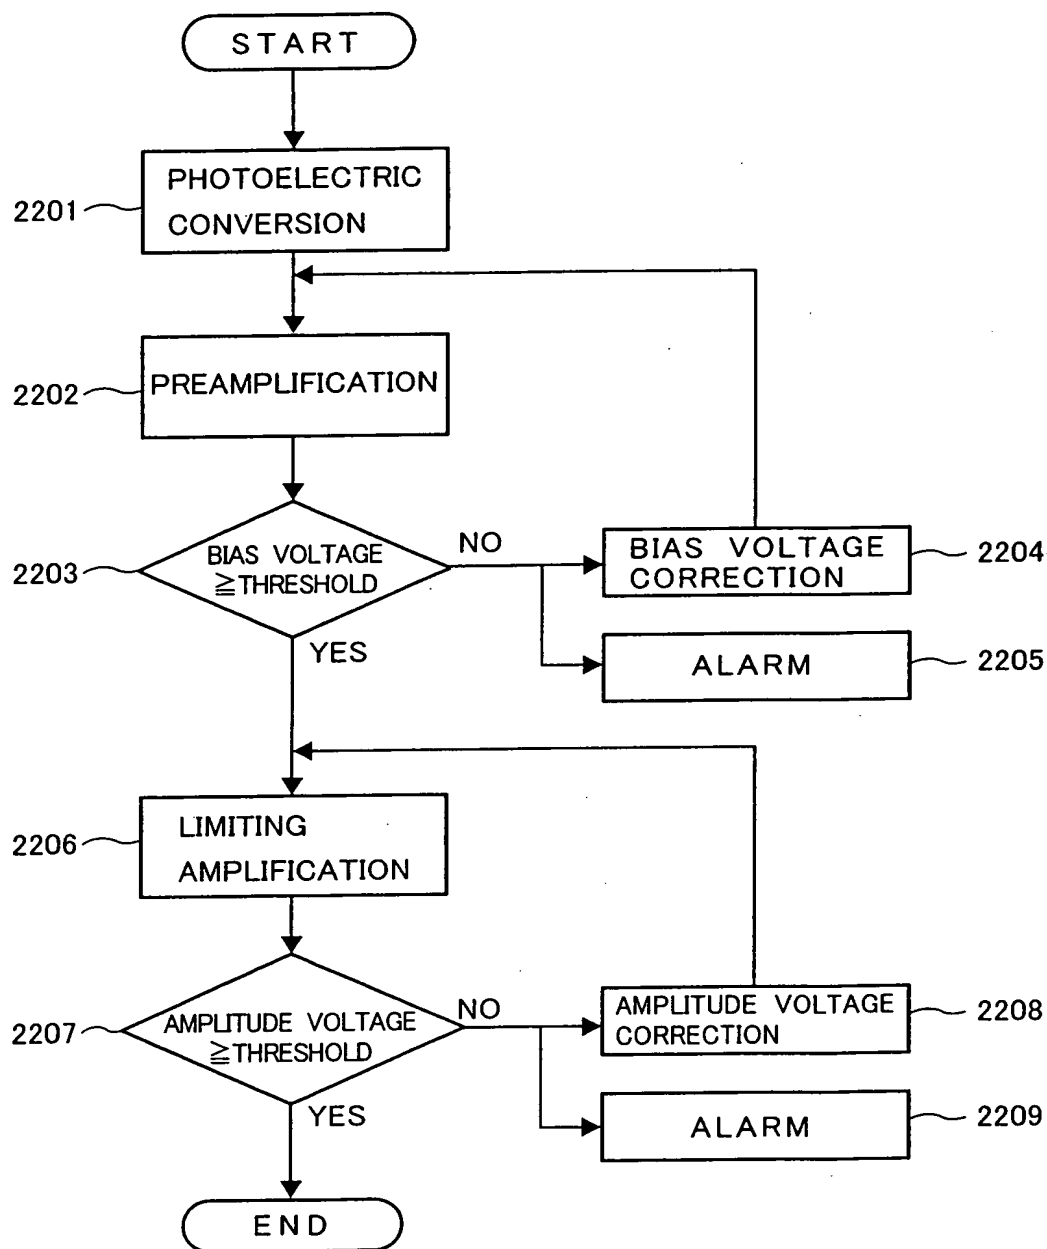 START
PHOTOELECTRIC
CONVERSION
2201
PREAMPLIFICATION
2202
BIAS VOLTAGE
≧THRESHOLD
2203
NO
YES
BIAS VOLTAGE
CORRECTION
2204
ALARM
2205
LIMITING
AMPLIFICATION
2206
AMPLITUDE VOLTAGE
≧THRESHOLD
2207
NO
YES
AMPLITUDE VOLTAGE
CORRECTION
2208
ALARM
2209
END